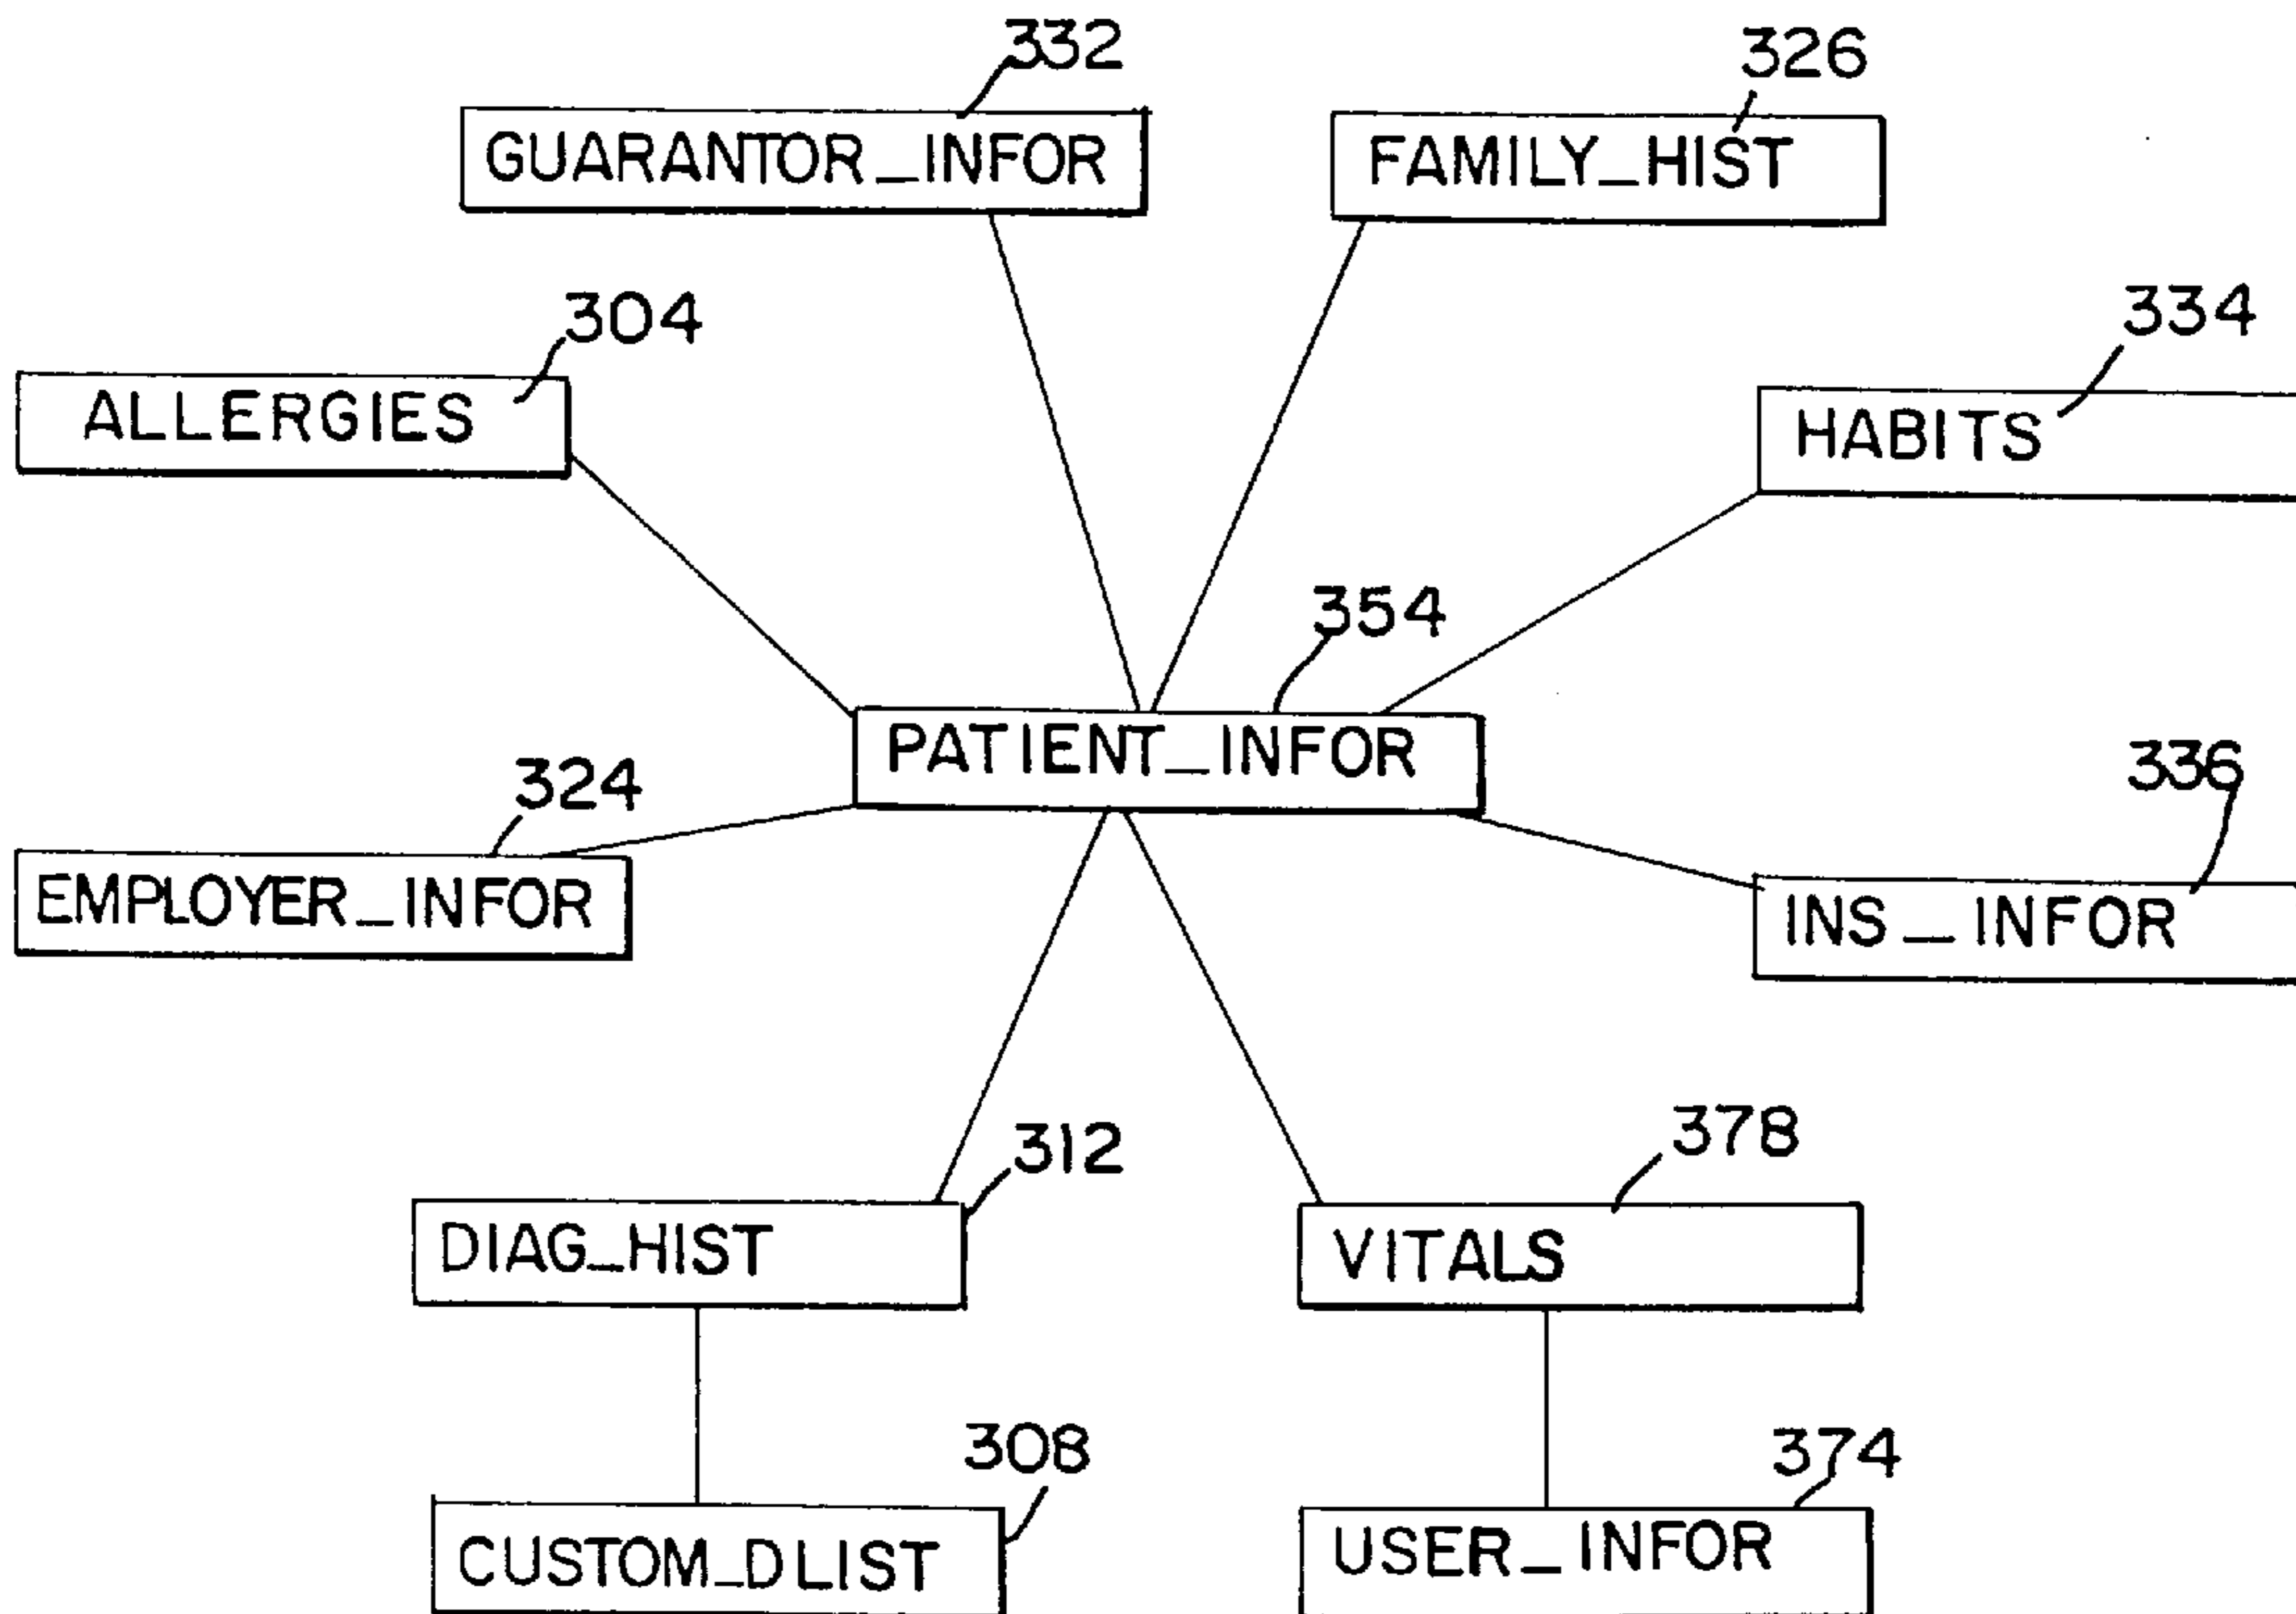 332
326
GUARANTOR_INFOR
FAMILY_HIST
304
334
ALLERGIES
HABITS
354
PATIENT_INFOR
324
336
EMPLOYER_INFOR
INS_INFOR
312
378
DIAG_HIST
VITALS
308
374
CUSTOM_DLIST
USER_INFOR